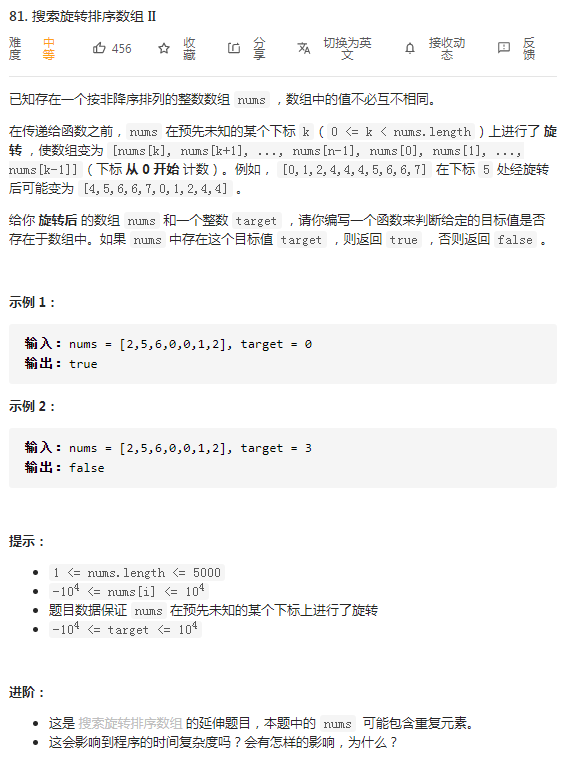 81. 搜索旋转排序数组 II
难度 中等 456 收藏 分享 切换为英文 接收动态 反馈
已知存在一个按非降序排列的整数数组 nums ，数组中的值不必互不相同。
在传递给函数之前，nums 在预先未知的某个下标 k（ 0 <= k < nums.length ）上进行了 旋
转 ，使数组变为 [nums[k], nums[k+1], ..., nums[n-1], nums[0], nums[1], ...,
nums[k-1]]（下标 从 0 开始 计数）。例如， [0,1,2,4,4,4,5,6,6,7] 在下标 5 处经旋转
后可能变为 [4,5,6,6,7,0,1,2,4,4] 。
给你 旋转后 的数组 nums 和一个整数 target ，请你编写一个函数来判断给定的目标值是否
存在于数组中。如果 nums 中存在这个目标值 target ，则返回 true ，否则返回 false 。
示例 1：
输入：nums = [2,5,6,0,0,1,2], target = 0
输出：true
示例 2：
输入：nums = [2,5,6,0,0,1,2], target = 3
输出：false
提示：
1 <= nums.length <= 5000
-10⁴ <= nums[i] <= 10⁴
题目数据保证 nums 在预先未知的某个下标上进行了旋转
-10⁴ <= target <= 10⁴
进阶：
这是 搜索旋转排序数组 的延伸题目，本题中的 nums 可能包含重复元素。
这会影响到程序的时间复杂度吗？会有怎样的影响，为什么？